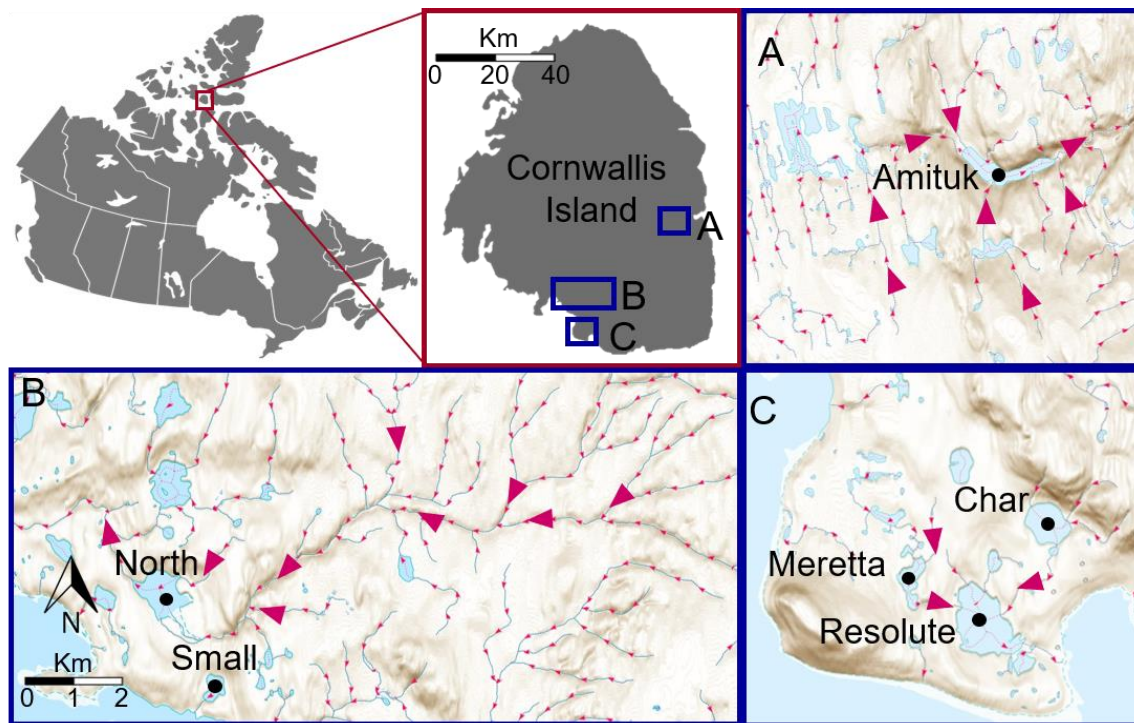 Km
0 20 40
Cornwallis
Island
A
B
C
A
Amituk
B
North
N
Km
0 1 2
Small
C
Char
Meretta
Resolute